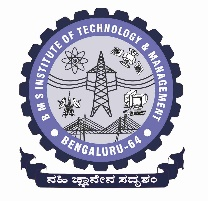 B M S INSTITUTE OF TECHNOLOGY & MANAGEMENT
• BENGALURU-64 •
ನಹಿ ಜ್ಞಾನೇನ ಸದೃಶಂ